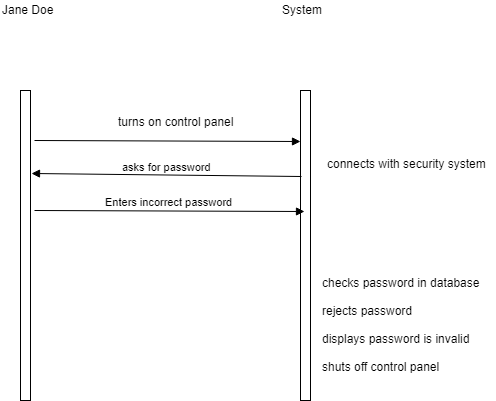 Jane Doe
System
turns on control panel
asks for password
connects with security system
Enters incorrect password
checks password in database
rejects password
displays password is invalid
shuts off control panel